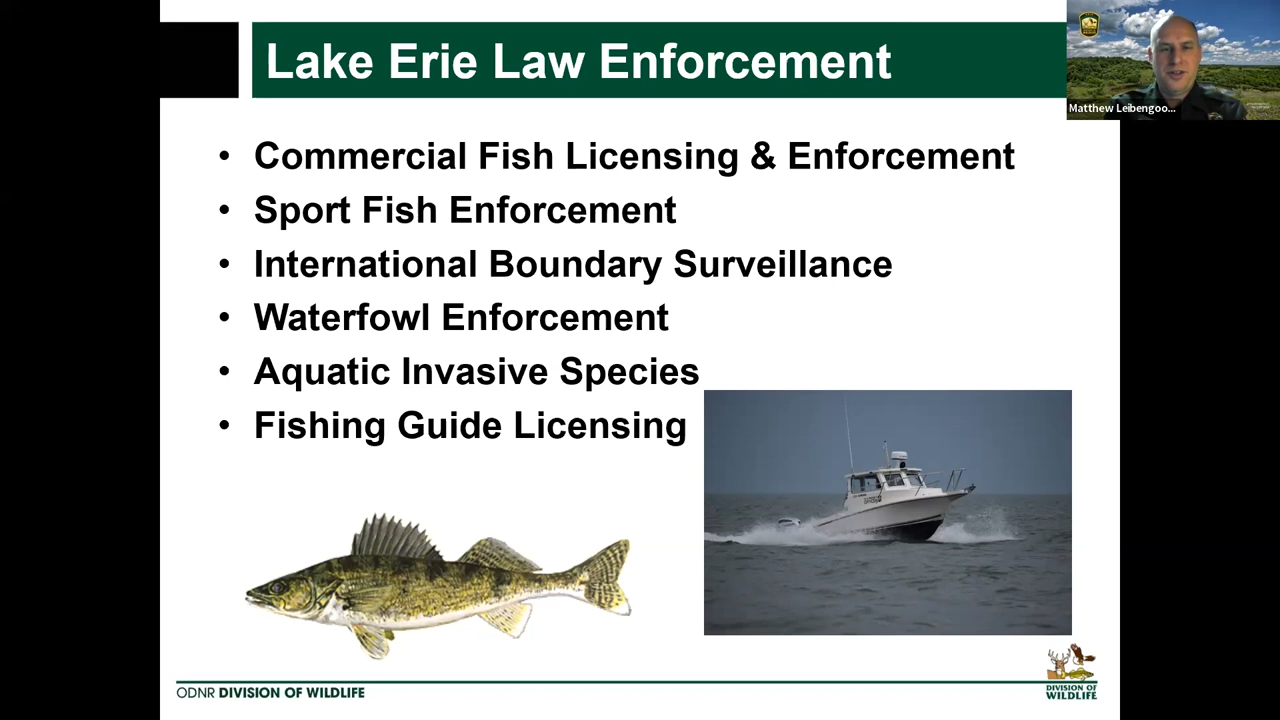 Lake Erie Law Enforcement
Matthew Leibengoo...
• Commercial Fish Licensing & Enforcement
• Sport Fish Enforcement
• International Boundary Surveillance
• Waterfowl Enforcement
• Aquatic Invasive Species
• Fishing Guide Licensing
ODNR DIVISION OF WILDLIFE
DIVISION OF
WILDLIFE